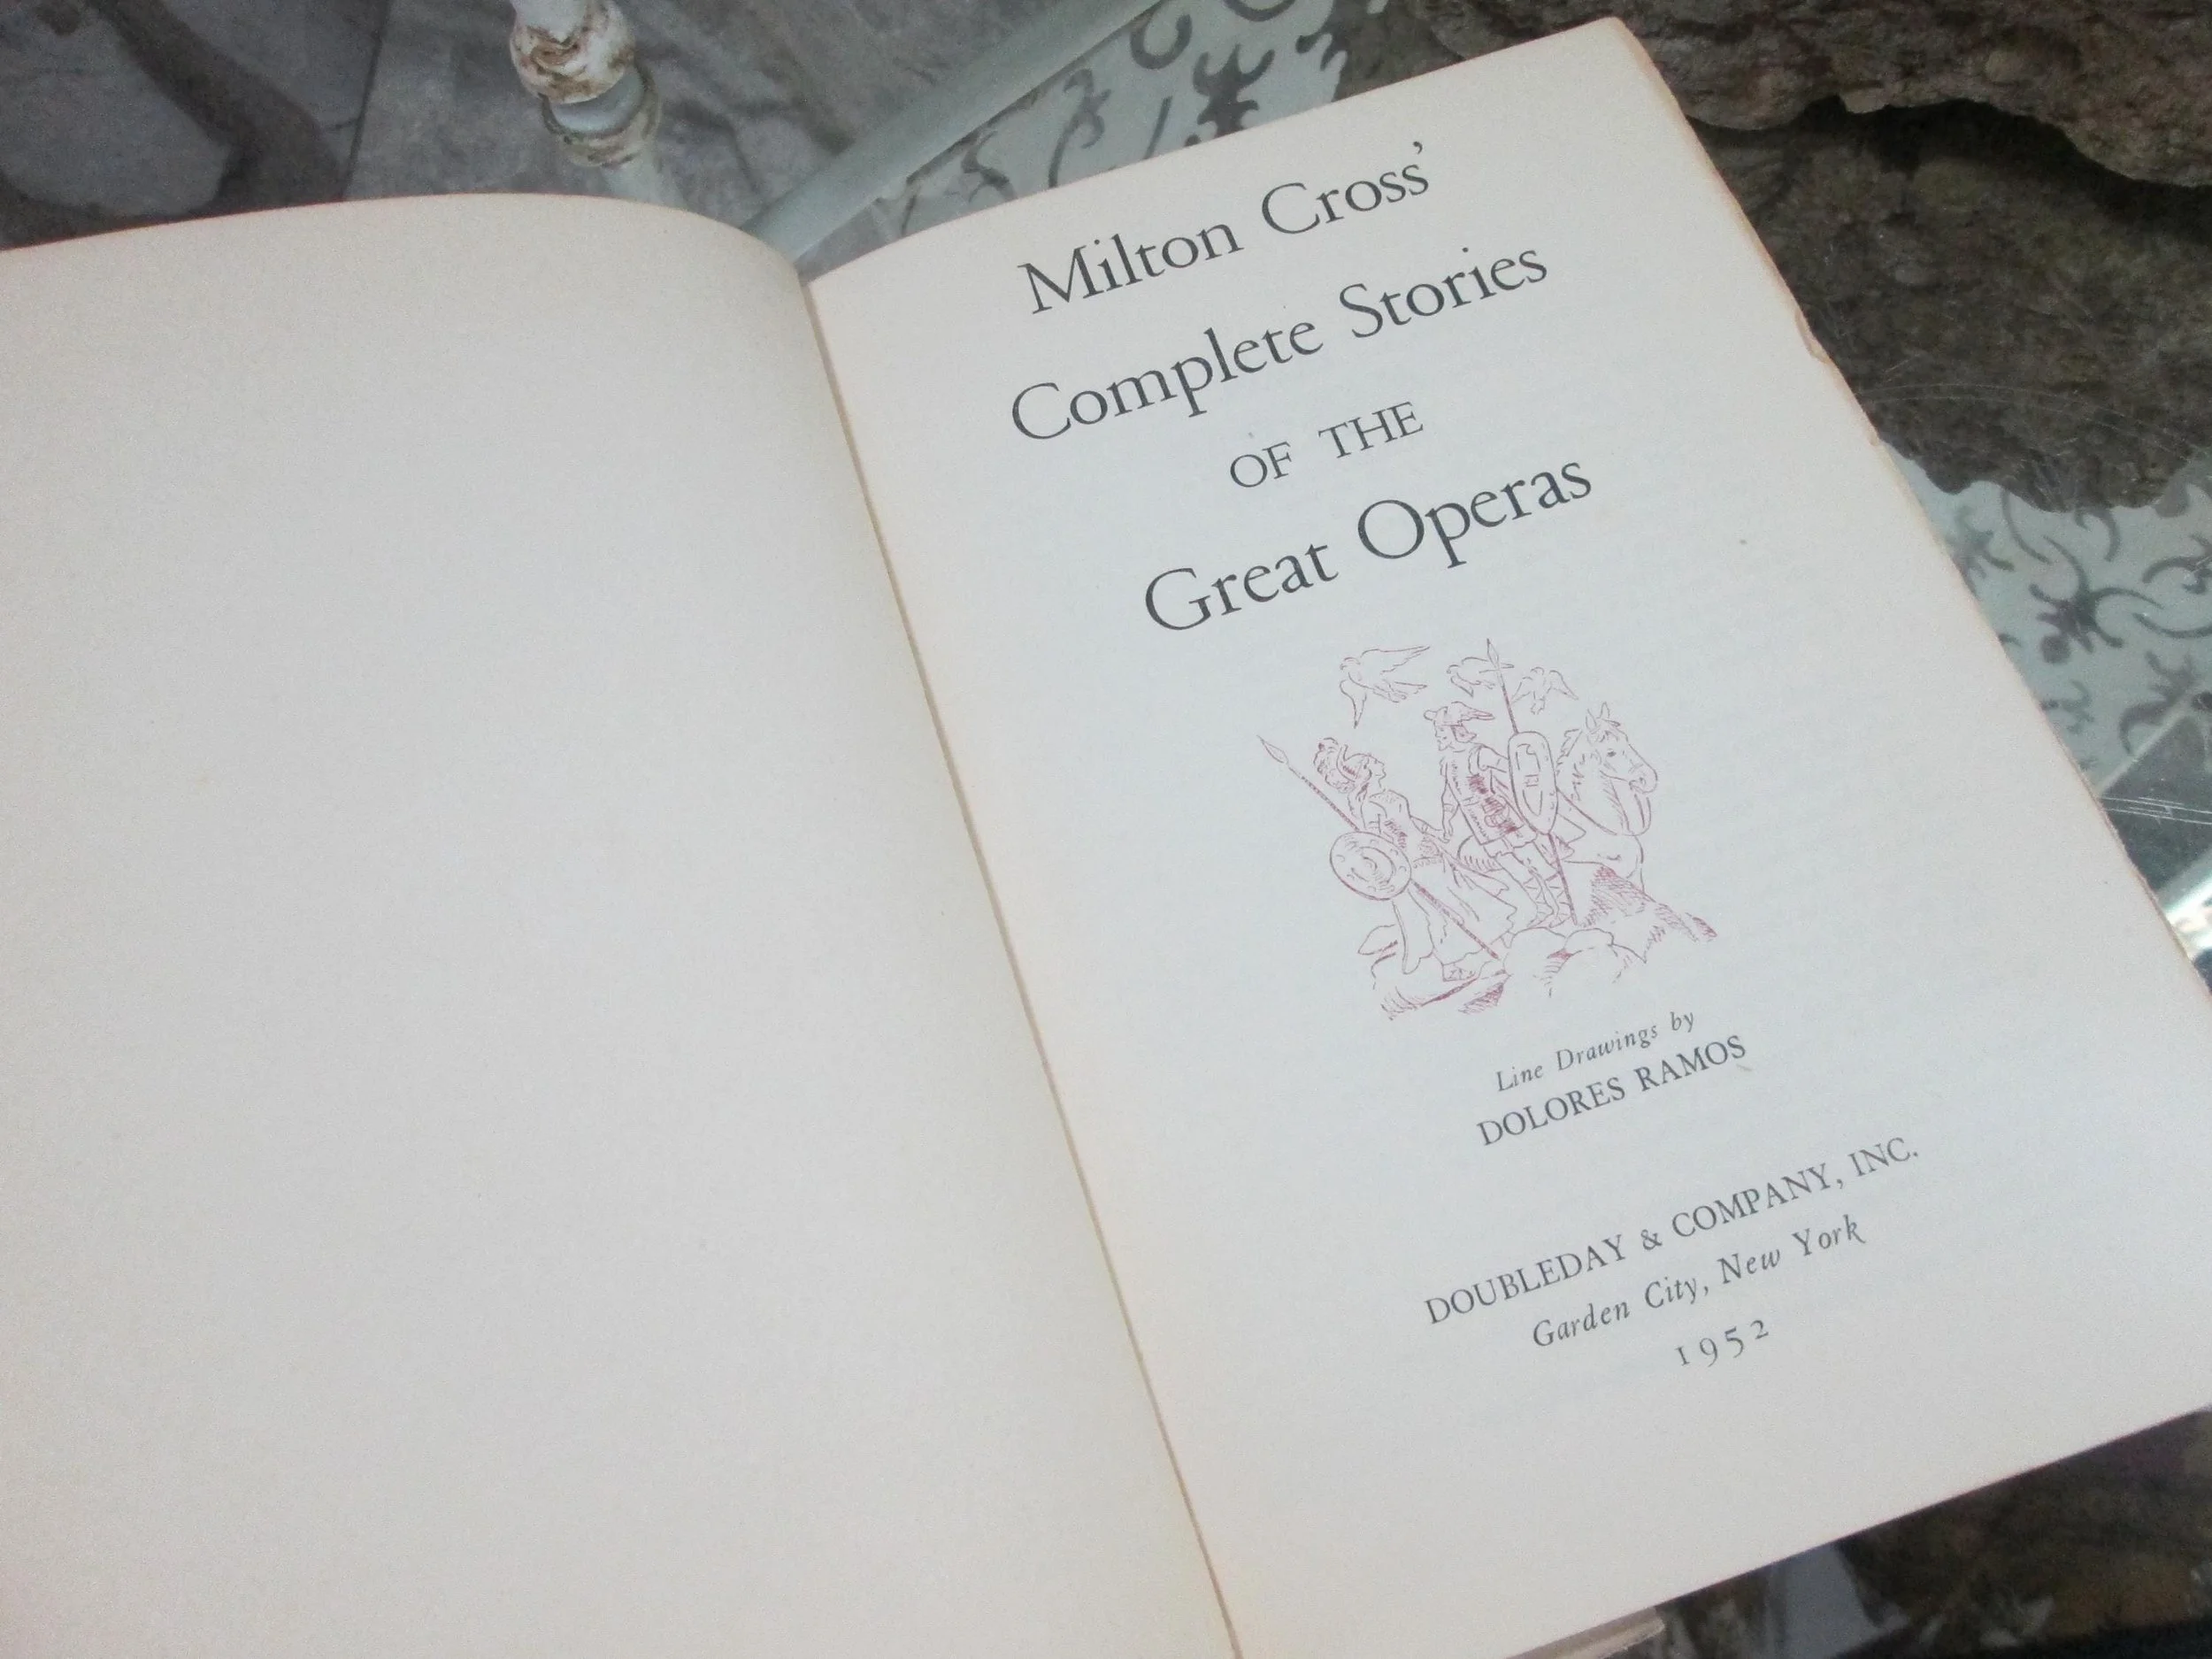 Milton Cross'
Complete Stories
OF THE
Great Operas
Line Drawings by
DOLORES RAMOS
DOUBLEDAY & COMPANY, INC.
Garden City, New York
1952